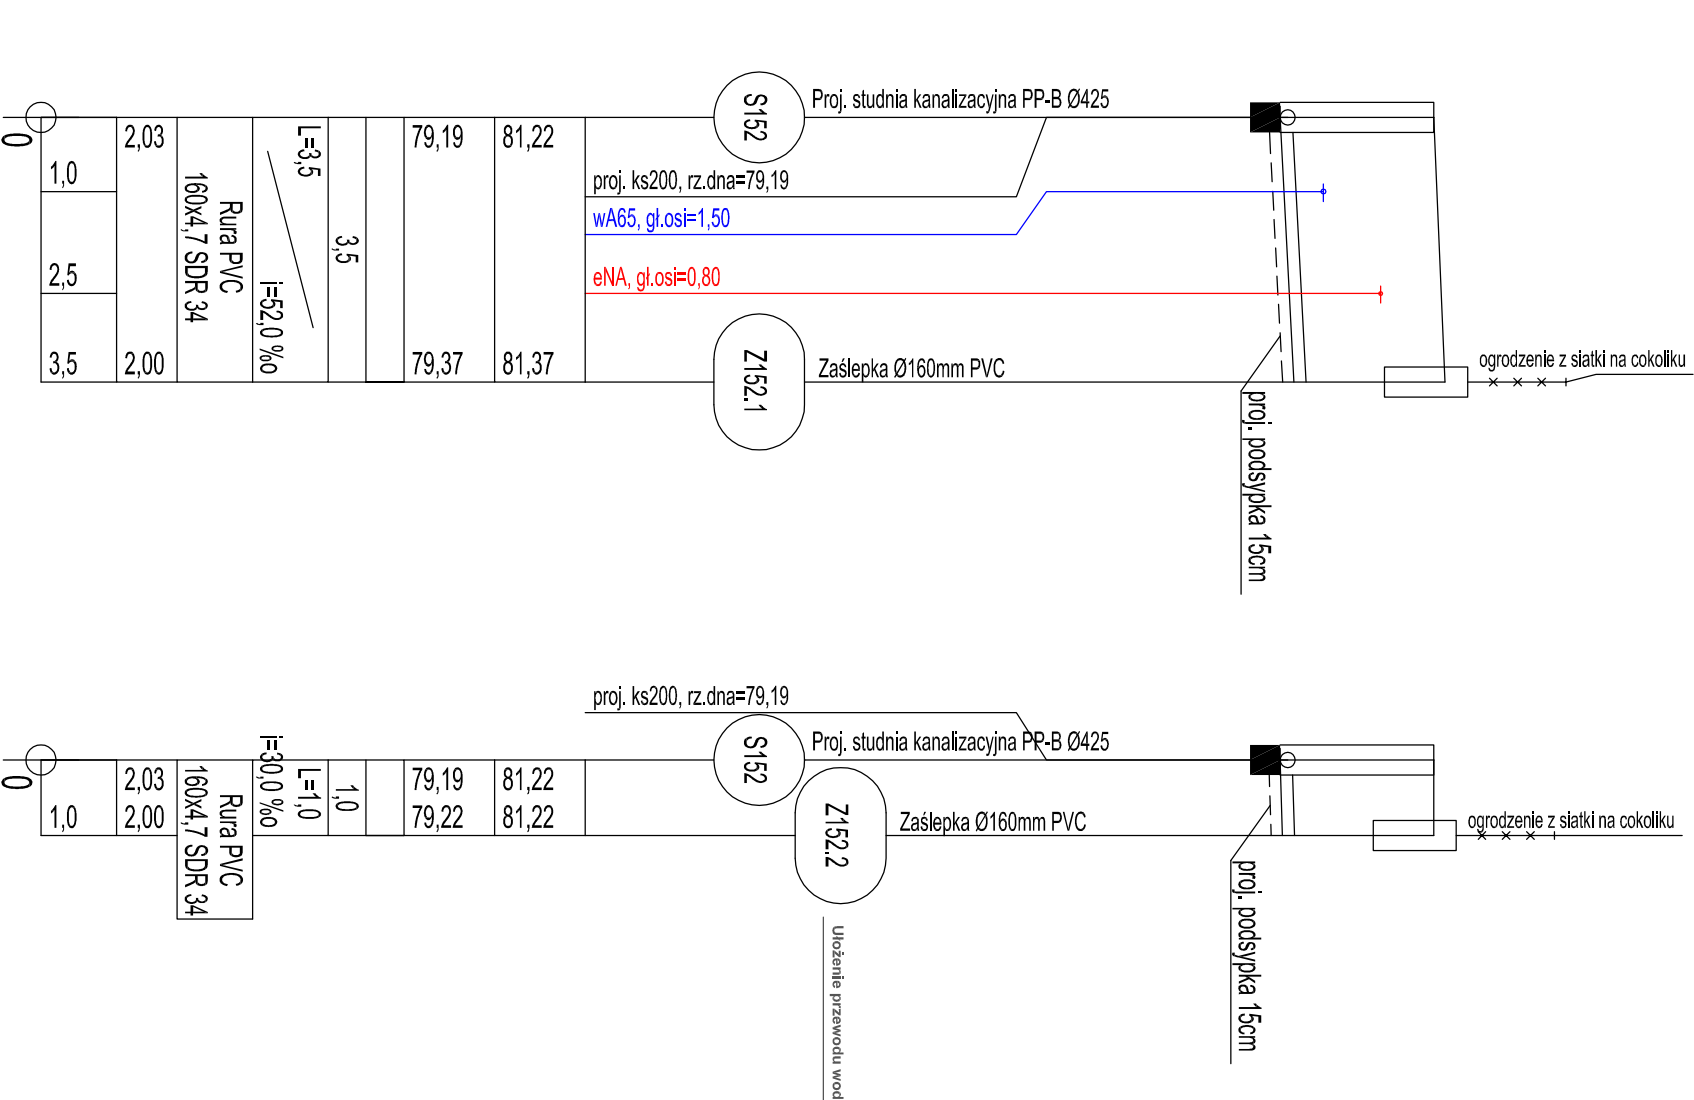 S152
Proj. studnia kanalizacyjna PP-B Ø425
proj. ks200, rz.dna=79,19
wA65, gł.osi=1,50
eNA, gł.osi=0,80
Z152.1
Zaślepka Ø160mm PVC
ogrodzenie z siatki na cokoliku
proj. podsypka 15cm
81,22
81,37
79,19
79,37
3,5
L=3,5
i=52,0 %o
Rura PVC
160x4,7 SDR 34
2,03
2,00
1,0
2,5
3,5
0
proj. ks200, rz.dna=79,19
S152
Proj. studnia kanalizacyjna PP-B Ø425
Z152.2
Zaślepka Ø160mm PVC
ogrodzenie z siatki na cokoliku
proj. podsypka 15cm
81,22
81,22
79,19
79,22
1,0
L=1,0
i=30,0 %o
Rura PVC
160x4,7 SDR 34
2,03
2,00
1,0
0
Ułożenie przewodu wod